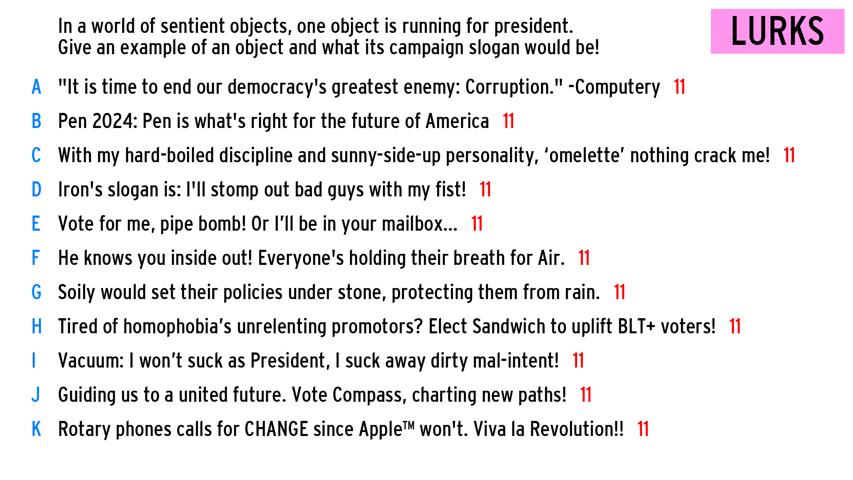 In a world of sentient objects, one object is running for president.
Give an example of an object and what its campaign slogan would be!
LURKS
A "It is time to end our democracy's greatest enemy: Corruption." -Computery 11
B Pen 2024: Pen is what's right for the future of America 11
C With my hard-boiled discipline and sunny-side-up personality, ‘omelette’ nothing crack me! 11
D Iron's slogan is: I'll stomp out bad guys with my fist! 11
E Vote for me, pipe bomb! Or I’ll be in your mailbox... 11
F He knows you inside out! Everyone's holding their breath for Air. 11
G Soily would set their policies under stone, protecting them from rain. 11
H Tired of homophobia’s unrelenting promotors? Elect Sandwich to uplift BLT+ voters! 11
I Vacuum: I won’t suck as President, I suck away dirty mal-intent! 11
J Guiding us to a united future. Vote Compass, charting new paths! 11
K Rotary phones calls for CHANGE since Apple™ won't. Viva la Revolution!! 11